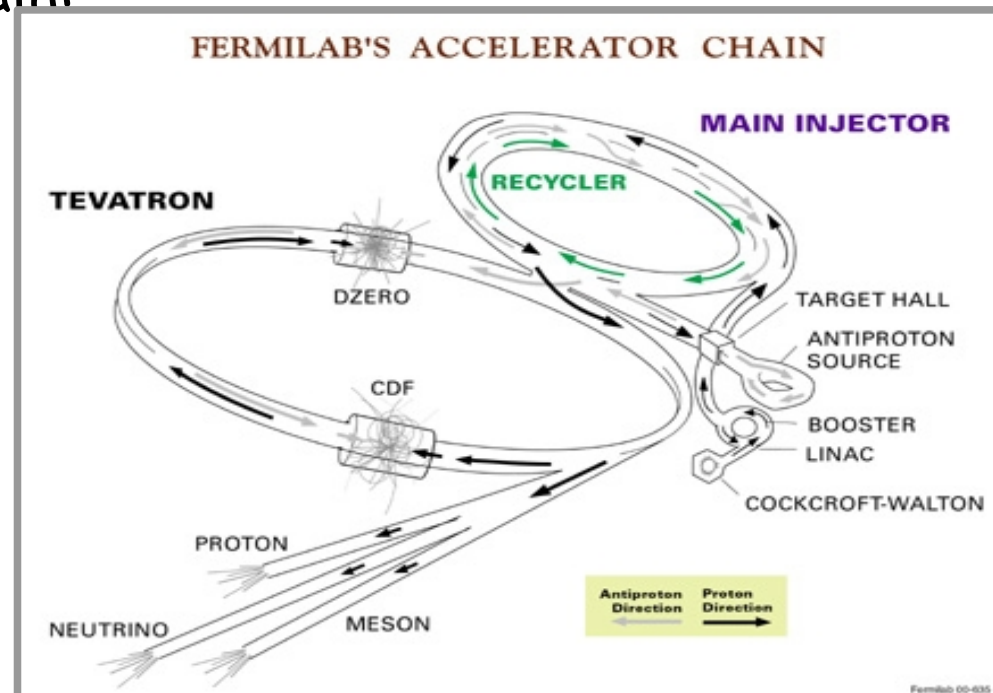 FERMILAB'S ACCELERATOR CHAIN
MAIN INJECTOR
RECYCLER
TEVATRON
DZERO
TARGET HALL
ANTIPROTON
SOURCE
CDF
BOOSTER
LINAC
COCKCROFT-WALTON
PROTON
NEUTRINO
MESON
Antiproton Direction
Proton Direction
Fermilab 00-635